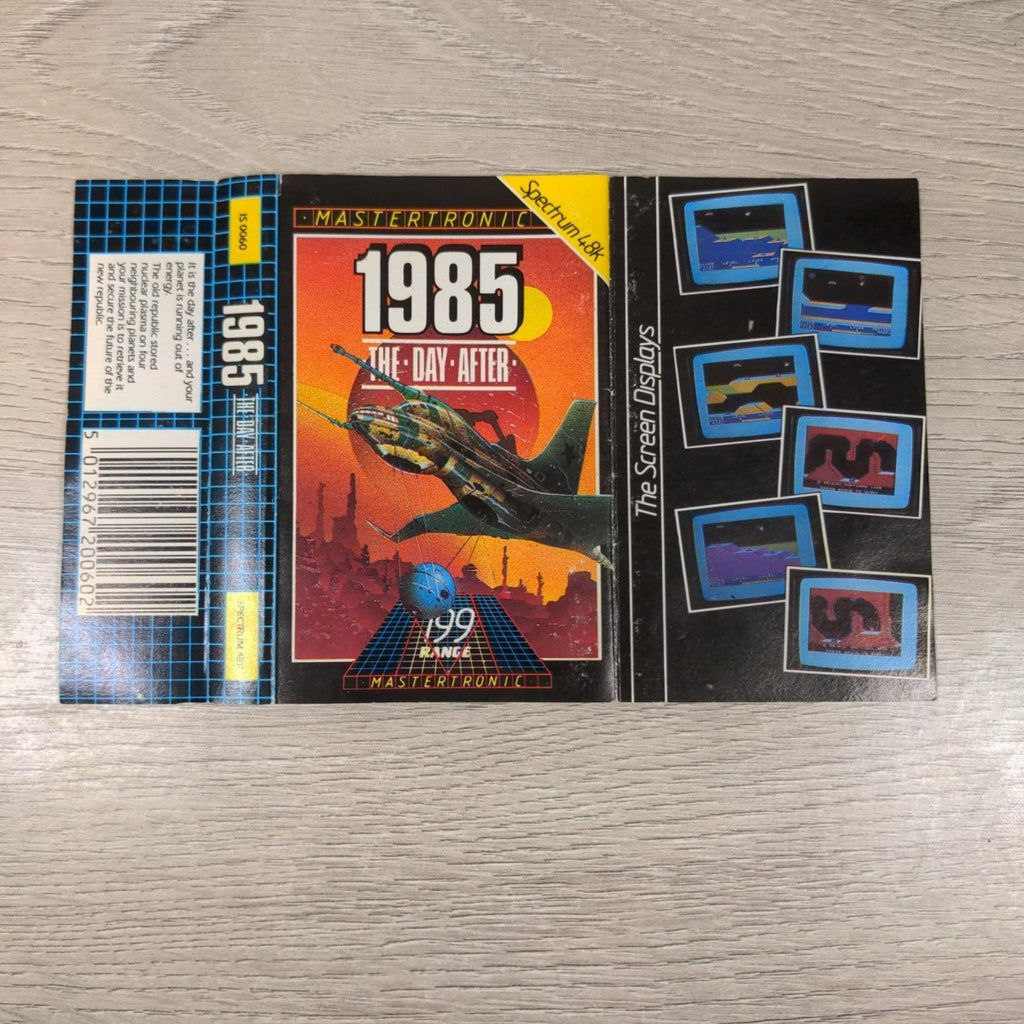 IS 0060
1985
THE·DAY·AFTER
SPECTRUM 48K
It is the day after . . . and your
planet is running out of
energy.
The old republic stored
nuclear plasma on four
neighbouring planets and
your mission is to retrieve it
and secure the future of the
new republic.
5 012967 200602
·MASTERTRONIC·
Spectrum 48k
1985
THE·DAY·AFTER·
199
RANGE
·MASTERTRONIC·
The Screen Displays